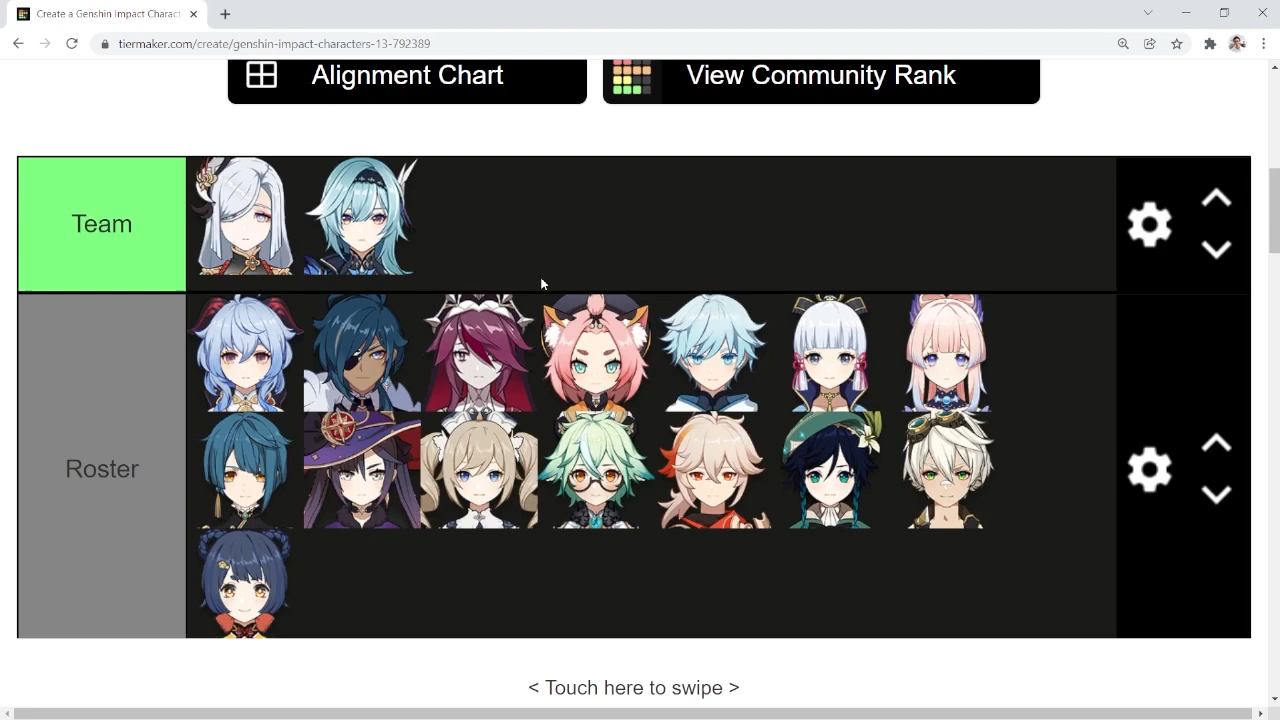 Create a Genshin Impact Charact
tiermaker.com/create/genshin-impact-characters-13-792389
Alignment Chart
View Community Rank
Team
Roster
< Touch here to swipe >